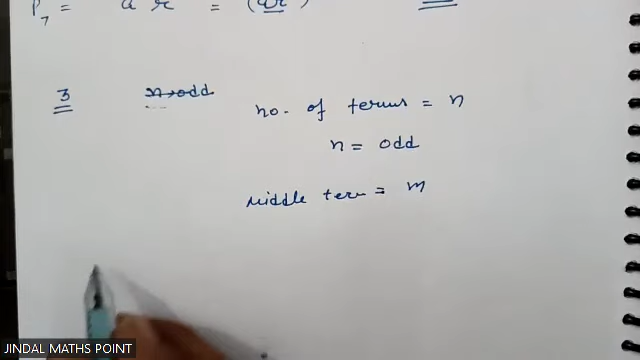 P₇ = a r = (ar)
3 n→odd
no. of terms = n
n = odd
middle term = m
JINDAL MATHS POINT